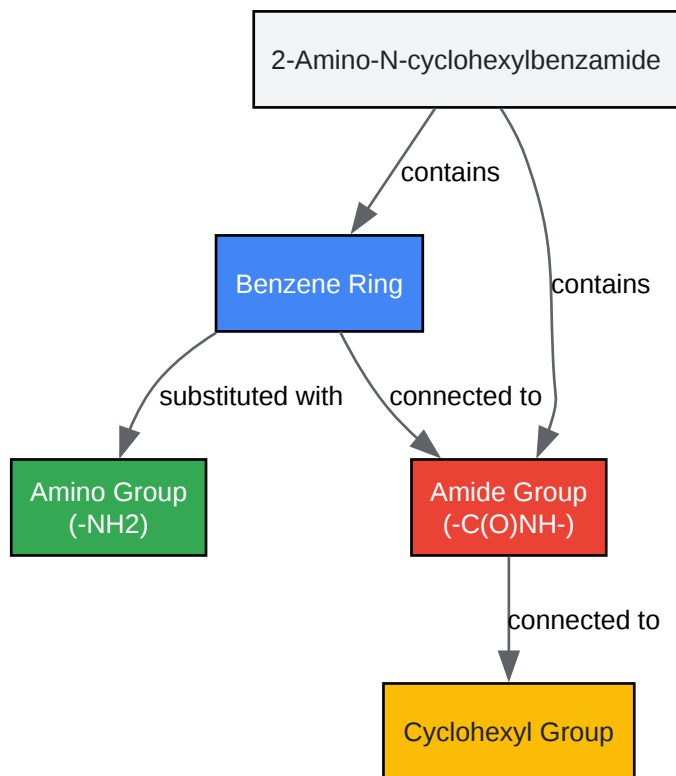 2-Amino-N-cyclohexylbenzamide
contains
Benzene Ring
contains
substituted with
connected to
Amino Group
(-NH2)
Amide Group
(-C(O)NH-)
connected to
Cyclohexyl Group